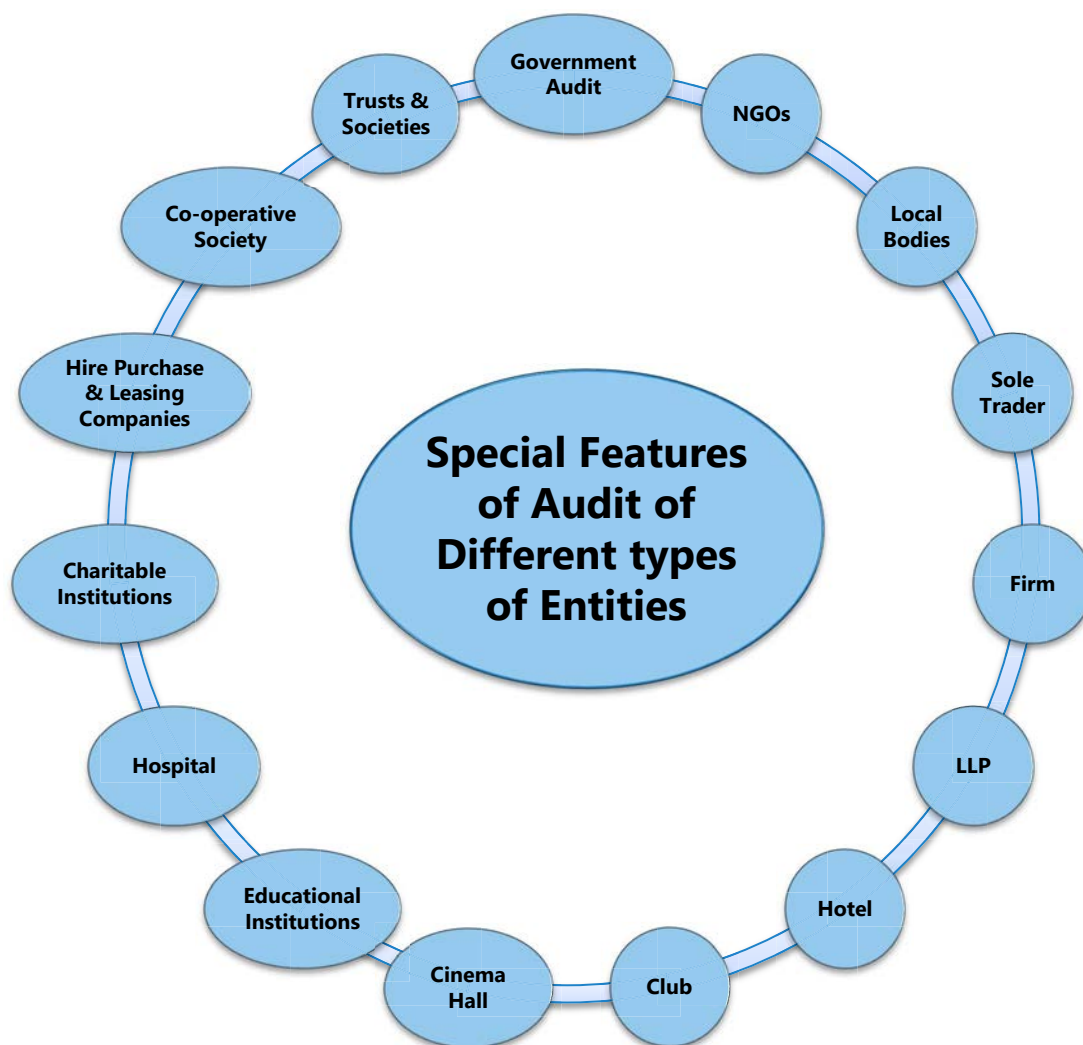 Government
Audit
NGOs
Local
Bodies
Sole
Trader
Firm
LLP
Hotel
Club
Cinema
Hall
Educational
Institutions
Hospital
Charitable
Institutions
Hire Purchase
& Leasing
Companies
Co-operative
Society
Trusts &
Societies
Special Features
of Audit of
Different types
of Entities